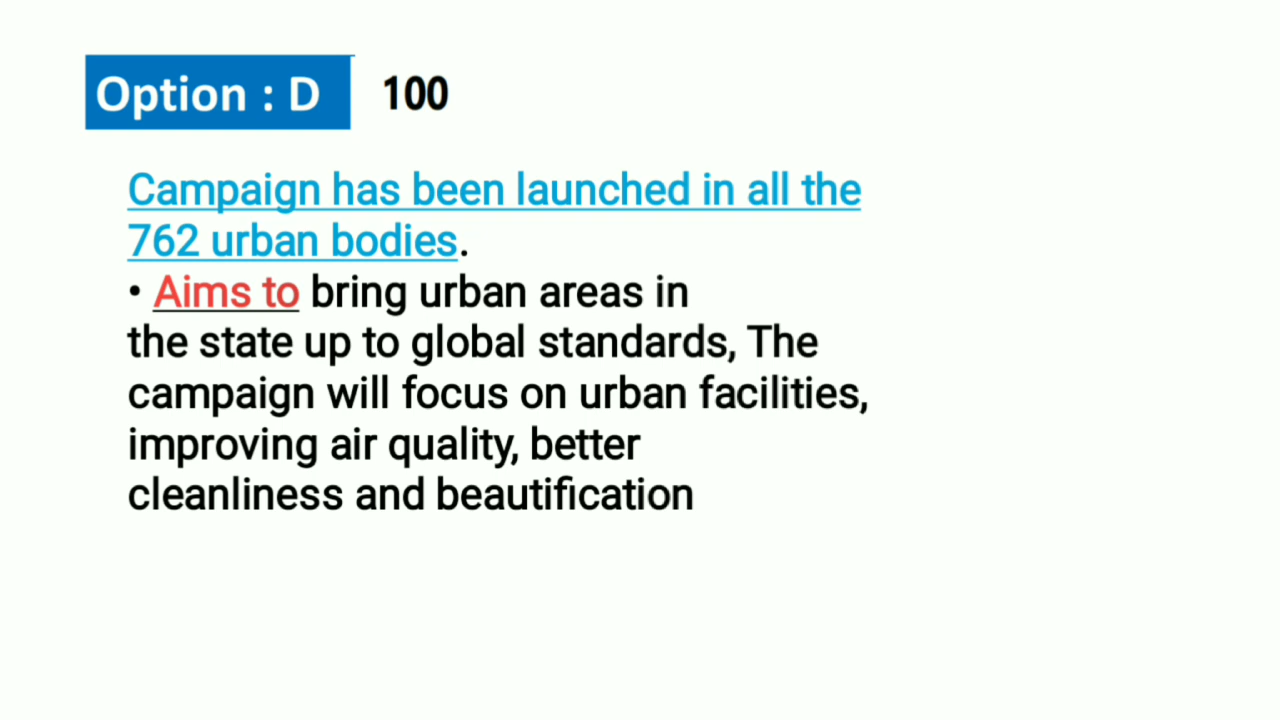 Option : D 100
Campaign has been launched in all the
762 urban bodies.
• Aims to bring urban areas in
the state up to global standards, The
campaign will focus on urban facilities,
improving air quality, better
cleanliness and beautification